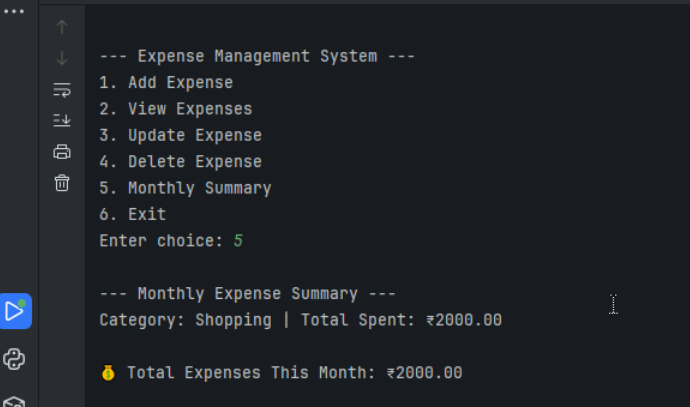 --- Expense Management System ---
1. Add Expense
2. View Expenses
3. Update Expense
4. Delete Expense
5. Monthly Summary
6. Exit
Enter choice: 5
--- Monthly Expense Summary ---
Category: Shopping | Total Spent: ₹2000.00
💰 Total Expenses This Month: ₹2000.00